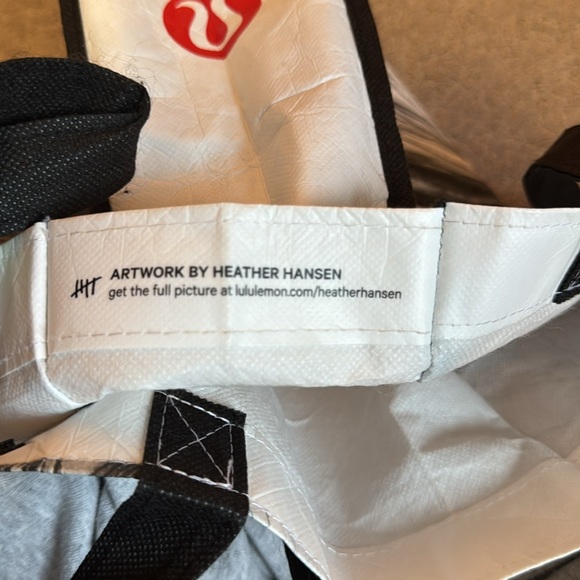 ARTWORK BY HEATHER HANSEN
get the full picture at lululemon.com/heatherhansen